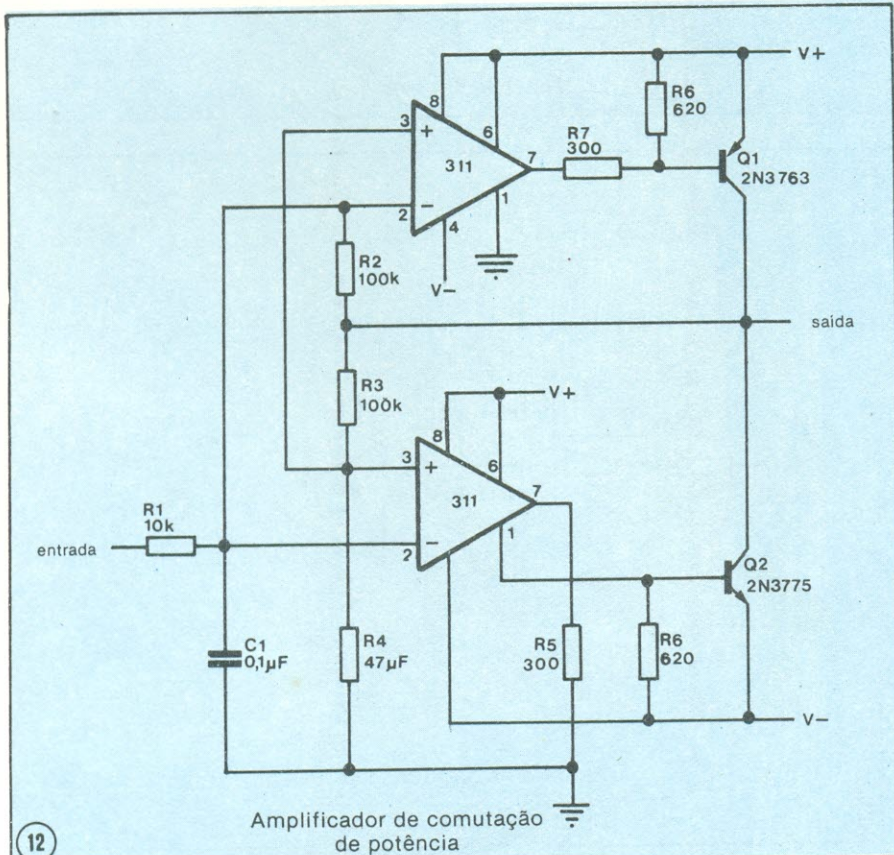 V+
8
6
3
+
311
7
R7
300
R6
620
Q1
2N3763
2
−
4
1
V−
R2
100k
saída
R3
100k
V+
8
6
3
+
311
7
R1
10k
entrada
2
−
1
Q2
2N3775
C1
0,1µF
R4
47µF
R5
300
R6
620
V−
12
Amplificador de comutação
de potência